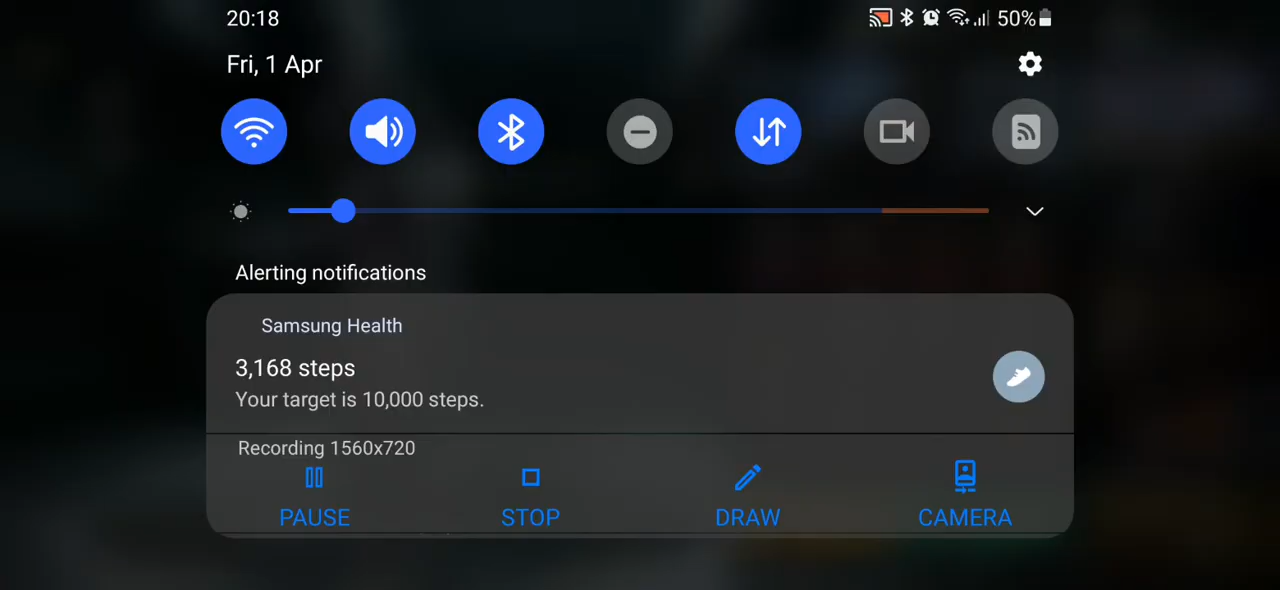 20:18
50%
Fri, 1 Apr
Alerting notifications
Samsung Health
3,168 steps
Your target is 10,000 steps.
Recording 1560x720
PAUSE
STOP
DRAW
CAMERA